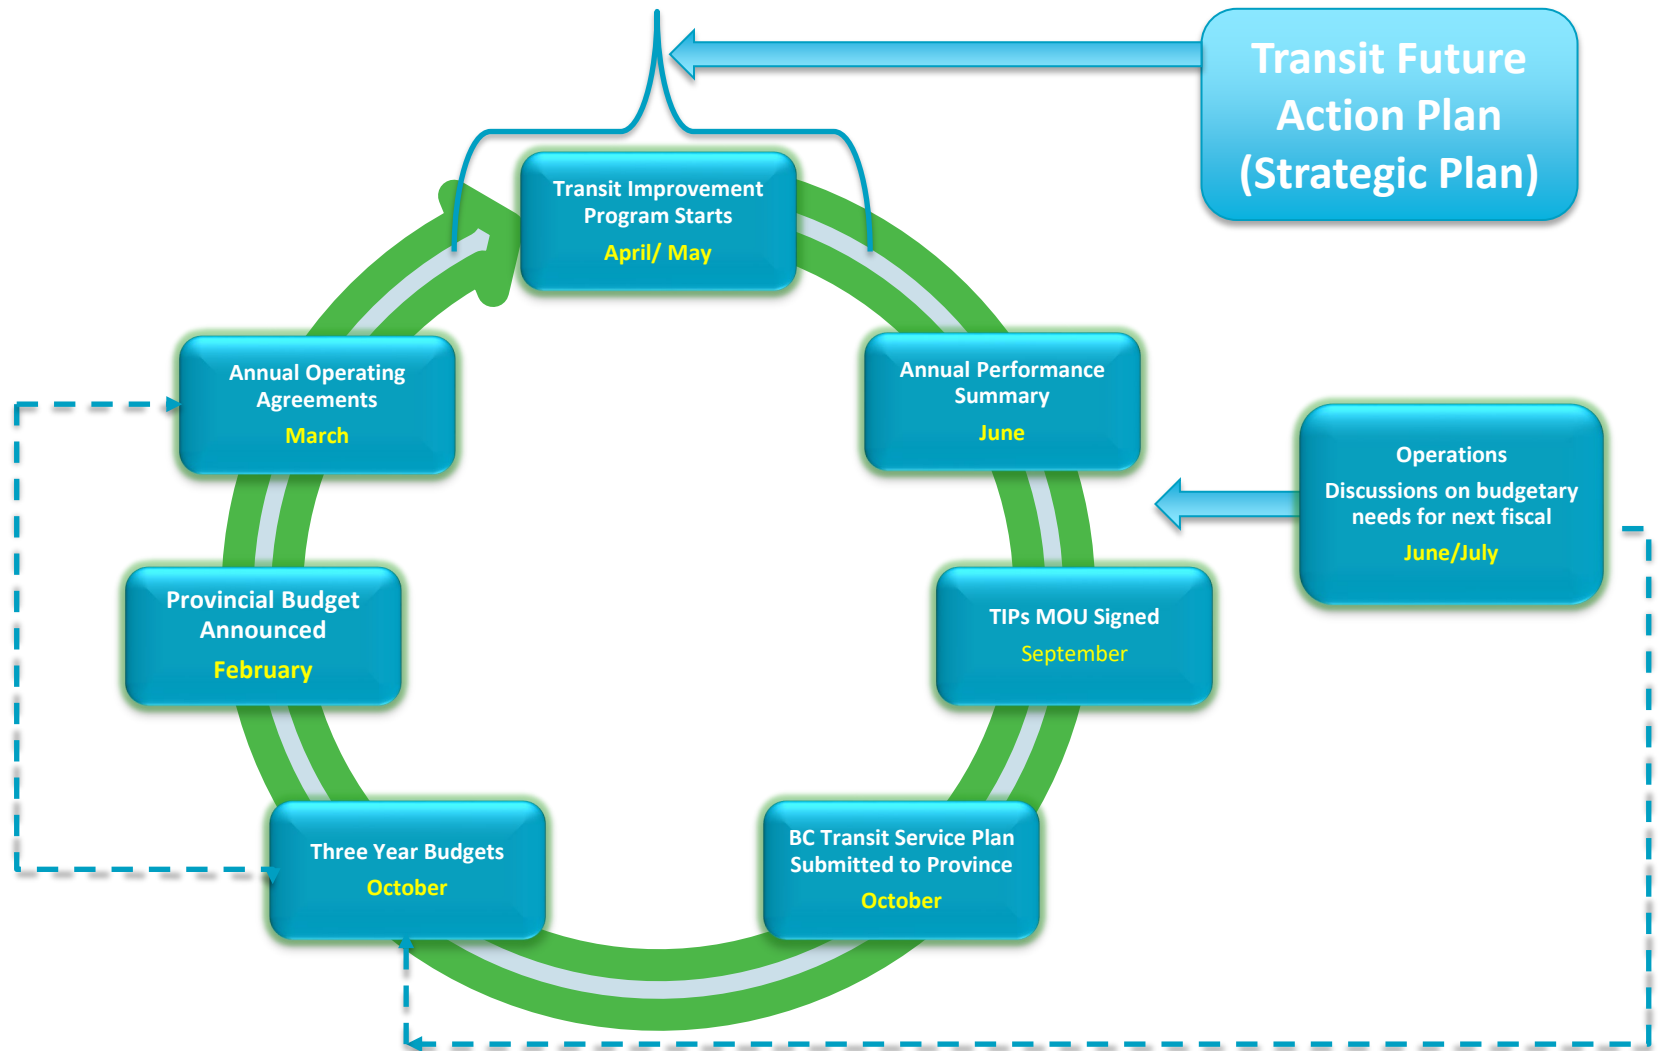 Transit Future
Action Plan
(Strategic Plan)
Transit Improvement
Program Starts
April/ May
Annual Performance
Summary
June
Operations
Discussions on budgetary
needs for next fiscal
June/July
TIPs MOU Signed
September
BC Transit Service Plan
Submitted to Province
October
Three Year Budgets
October
Provincial Budget
Announced
February
Annual Operating
Agreements
March